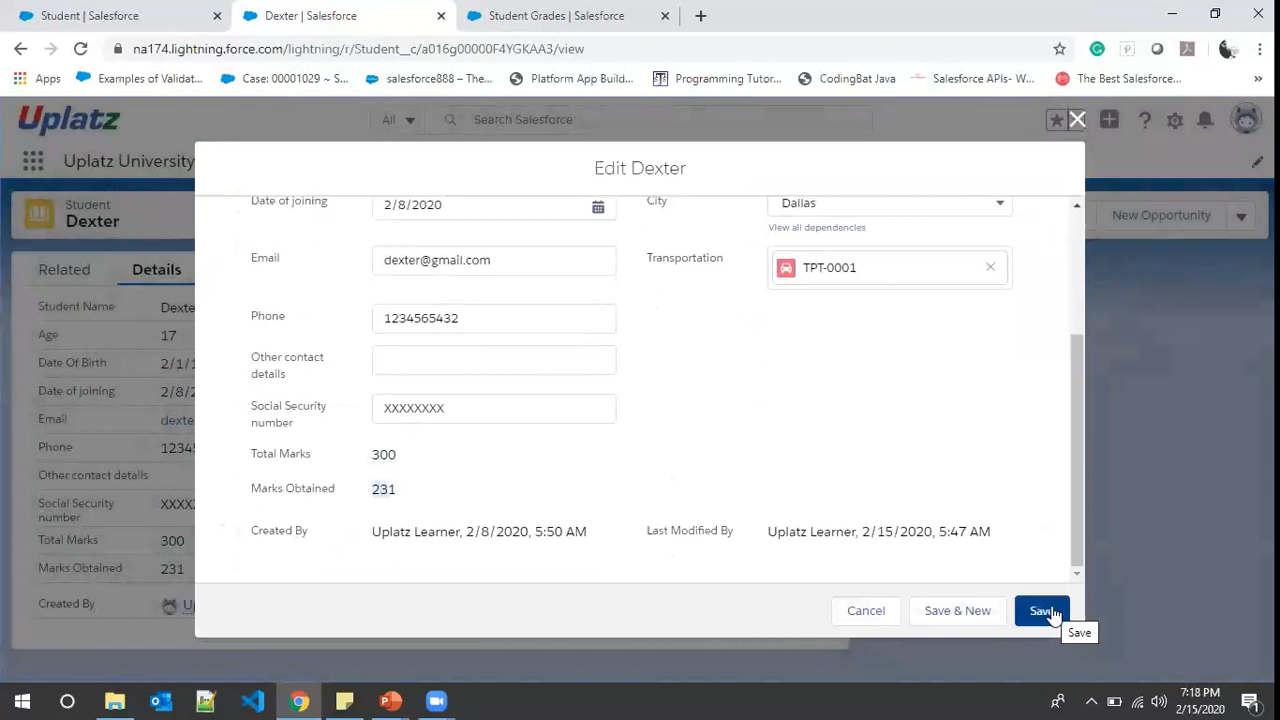 Student | Salesforce
Dexter | Salesforce
Student Grades | Salesforce
na174.lightning.force.com/lightning/r/Student__c/a016g00000F4YGKAA3/view
Apps
Examples of Validat...
Case: 00001029 ~ S...
salesforce888 – The...
Platform App Build...
Programming Tutor...
CodingBat Java
Salesforce APIs- W...
The Best Salesforce...
Uplatz
All
Search Salesforce
Uplatz University
Edit Dexter
Student
Dexter
New Opportunity
Related
Details
Student Name
Dexte
Age
17
Date Of Birth
2/1/1
Date of joining
2/8/2
Email
dexte
Phone
12345
Other contact details
Social Security number
XXXX
Total Marks
300
Marks Obtained
231
Created By
Up
Date of joining
2/8/2020
City
Dallas
View all dependencies
Email
dexter@gmail.com
Transportation
TPT-0001
Phone
1234565432
Other contact
details
Social Security
number
XXXXXXXX
Total Marks
300
Marks Obtained
231
Created By
Uplatz Learner, 2/8/2020, 5:50 AM
Last Modified By
Uplatz Learner, 2/15/2020, 5:47 AM
Cancel
Save & New
Save
Save
7:18 PM
2/15/2020
1